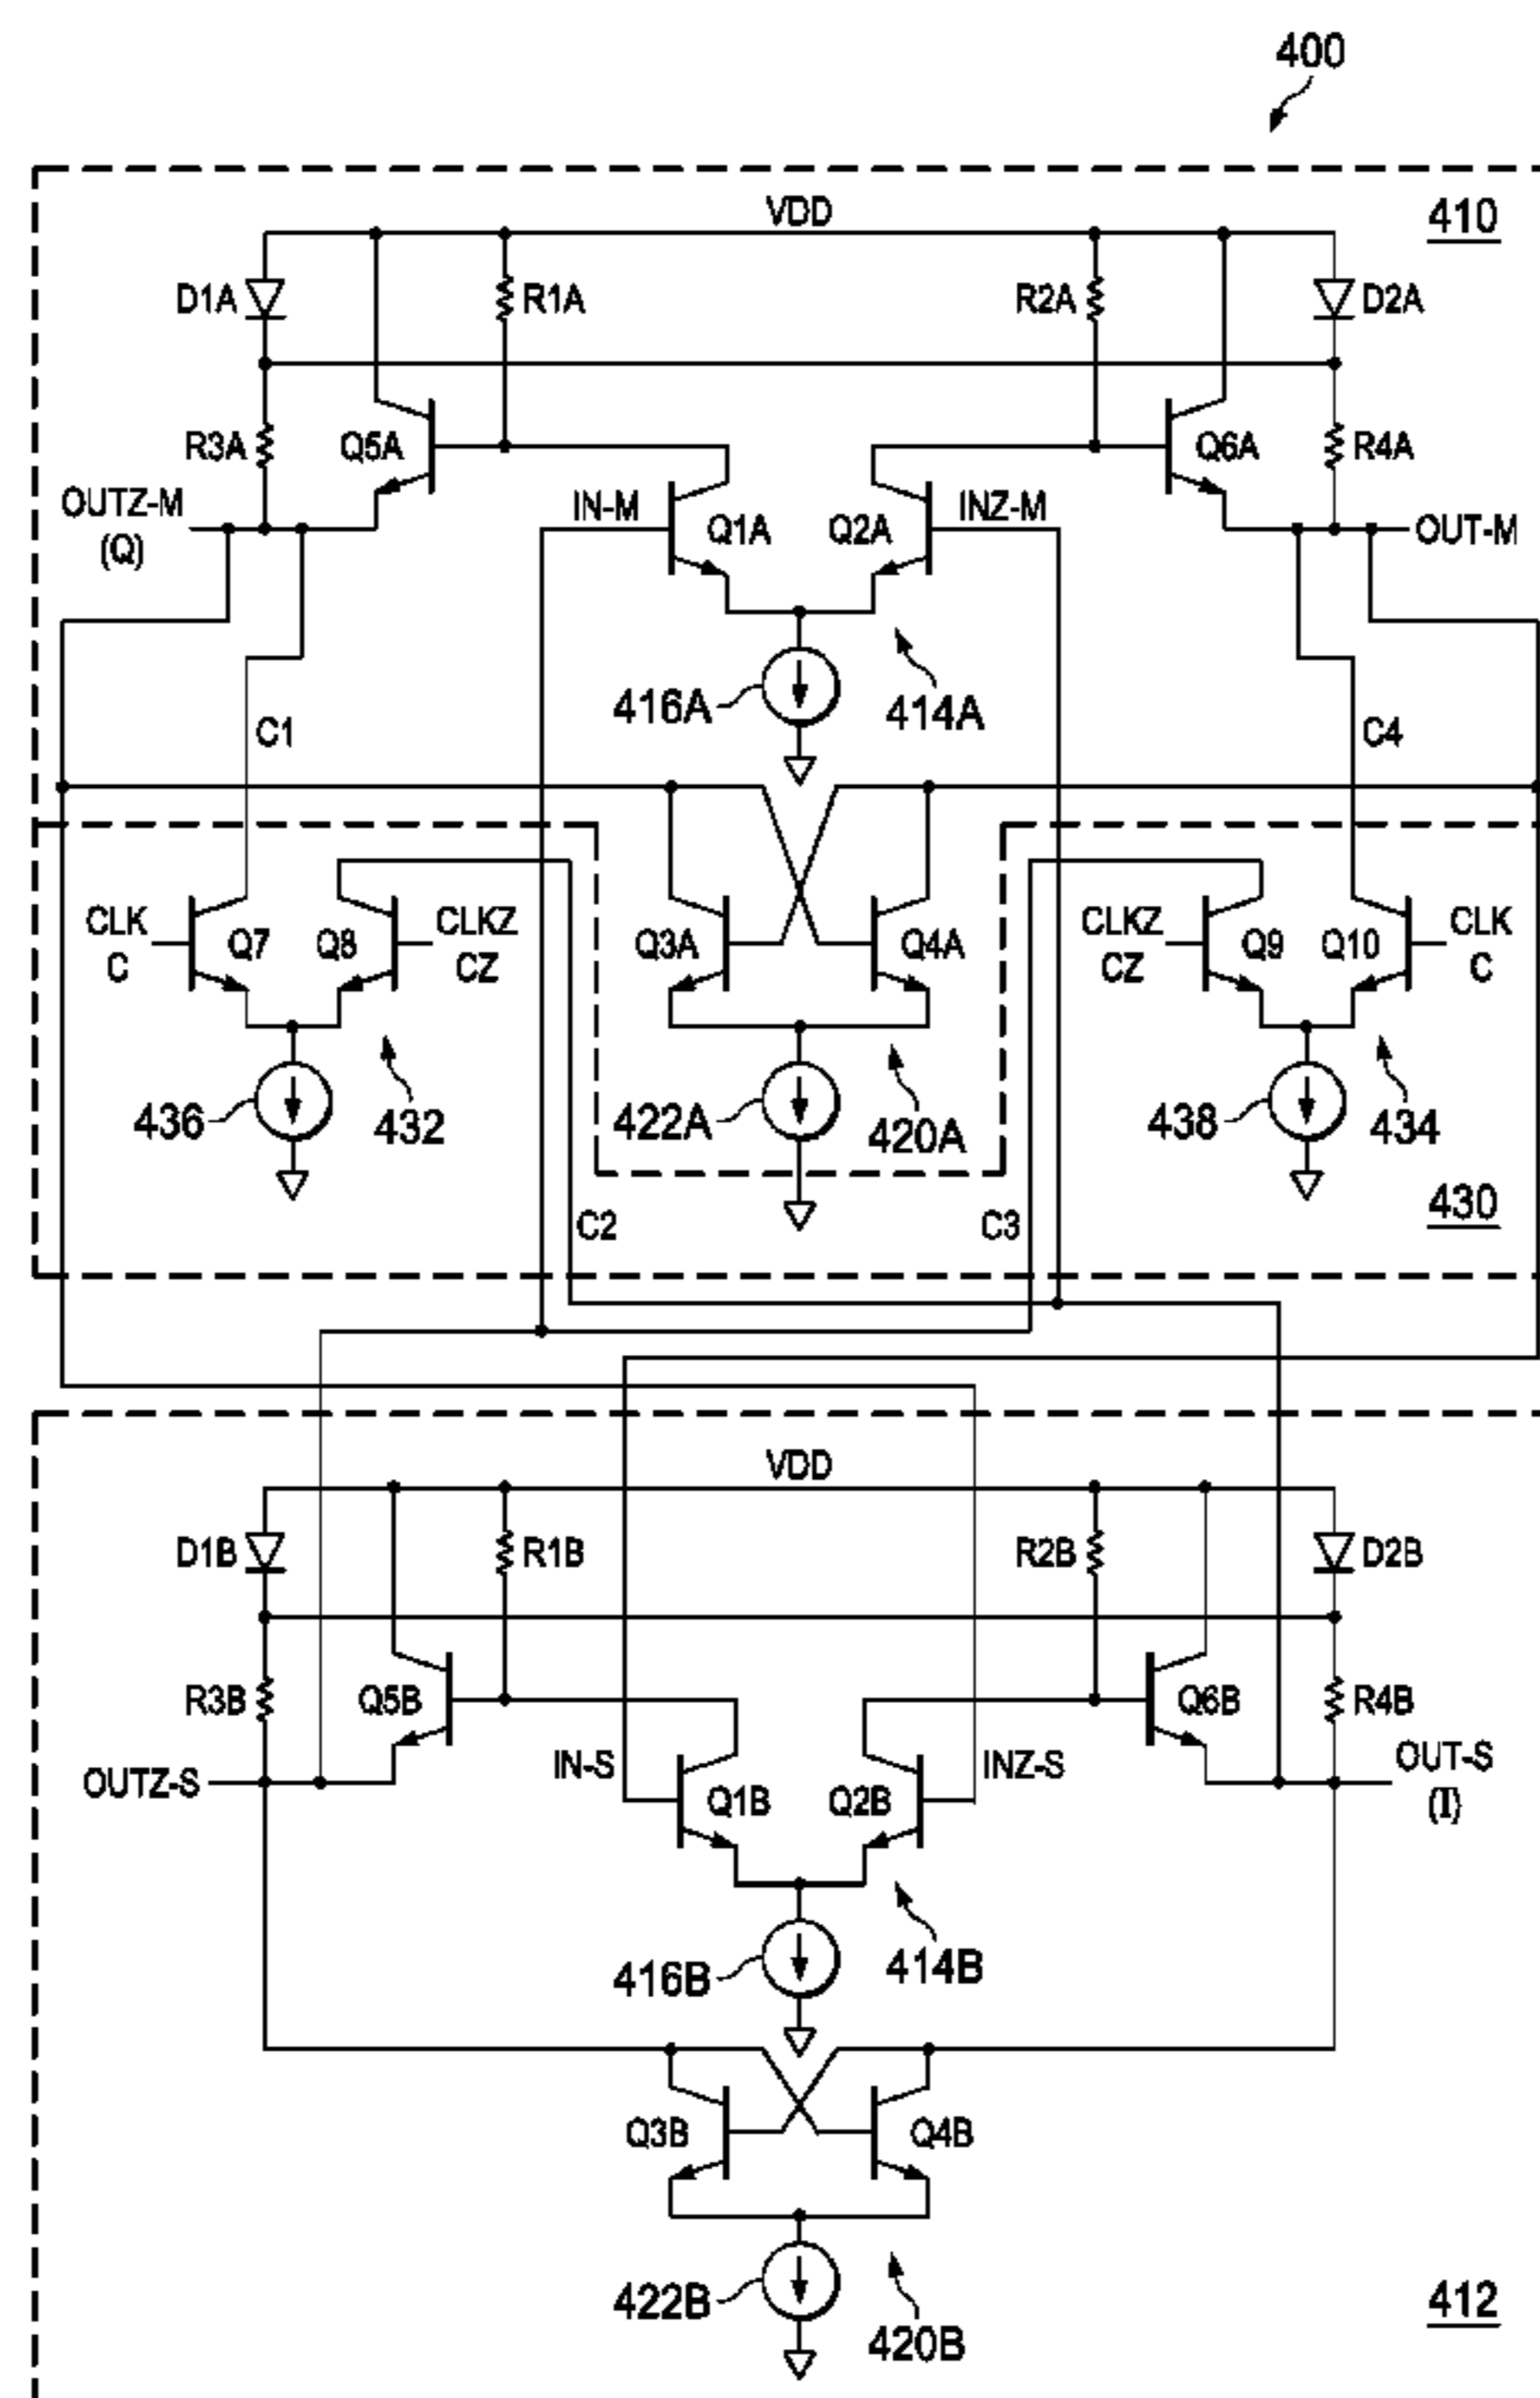 400
VDD
410
D1A
R1A
R2A
D2A
R3A
Q5A
Q6A
R4A
OUTZ-M
(Q)
IN-M
Q1A
Q2A
INZ-M
OUT-M
416A
414A
C1
C4
CLK
C
Q7
Q8
CLKZ
CZ
Q3A
Q4A
CLKZ
CZ
Q9
Q10
CLK
C
436
432
422A
420A
438
434
C2
C3
430
VDD
D1B
R1B
R2B
D2B
R3B
Q5B
Q6B
R4B
OUTZ-S
IN-S
Q1B
Q2B
INZ-S
OUT-S
(I)
416B
414B
Q3B
Q4B
422B
420B
412